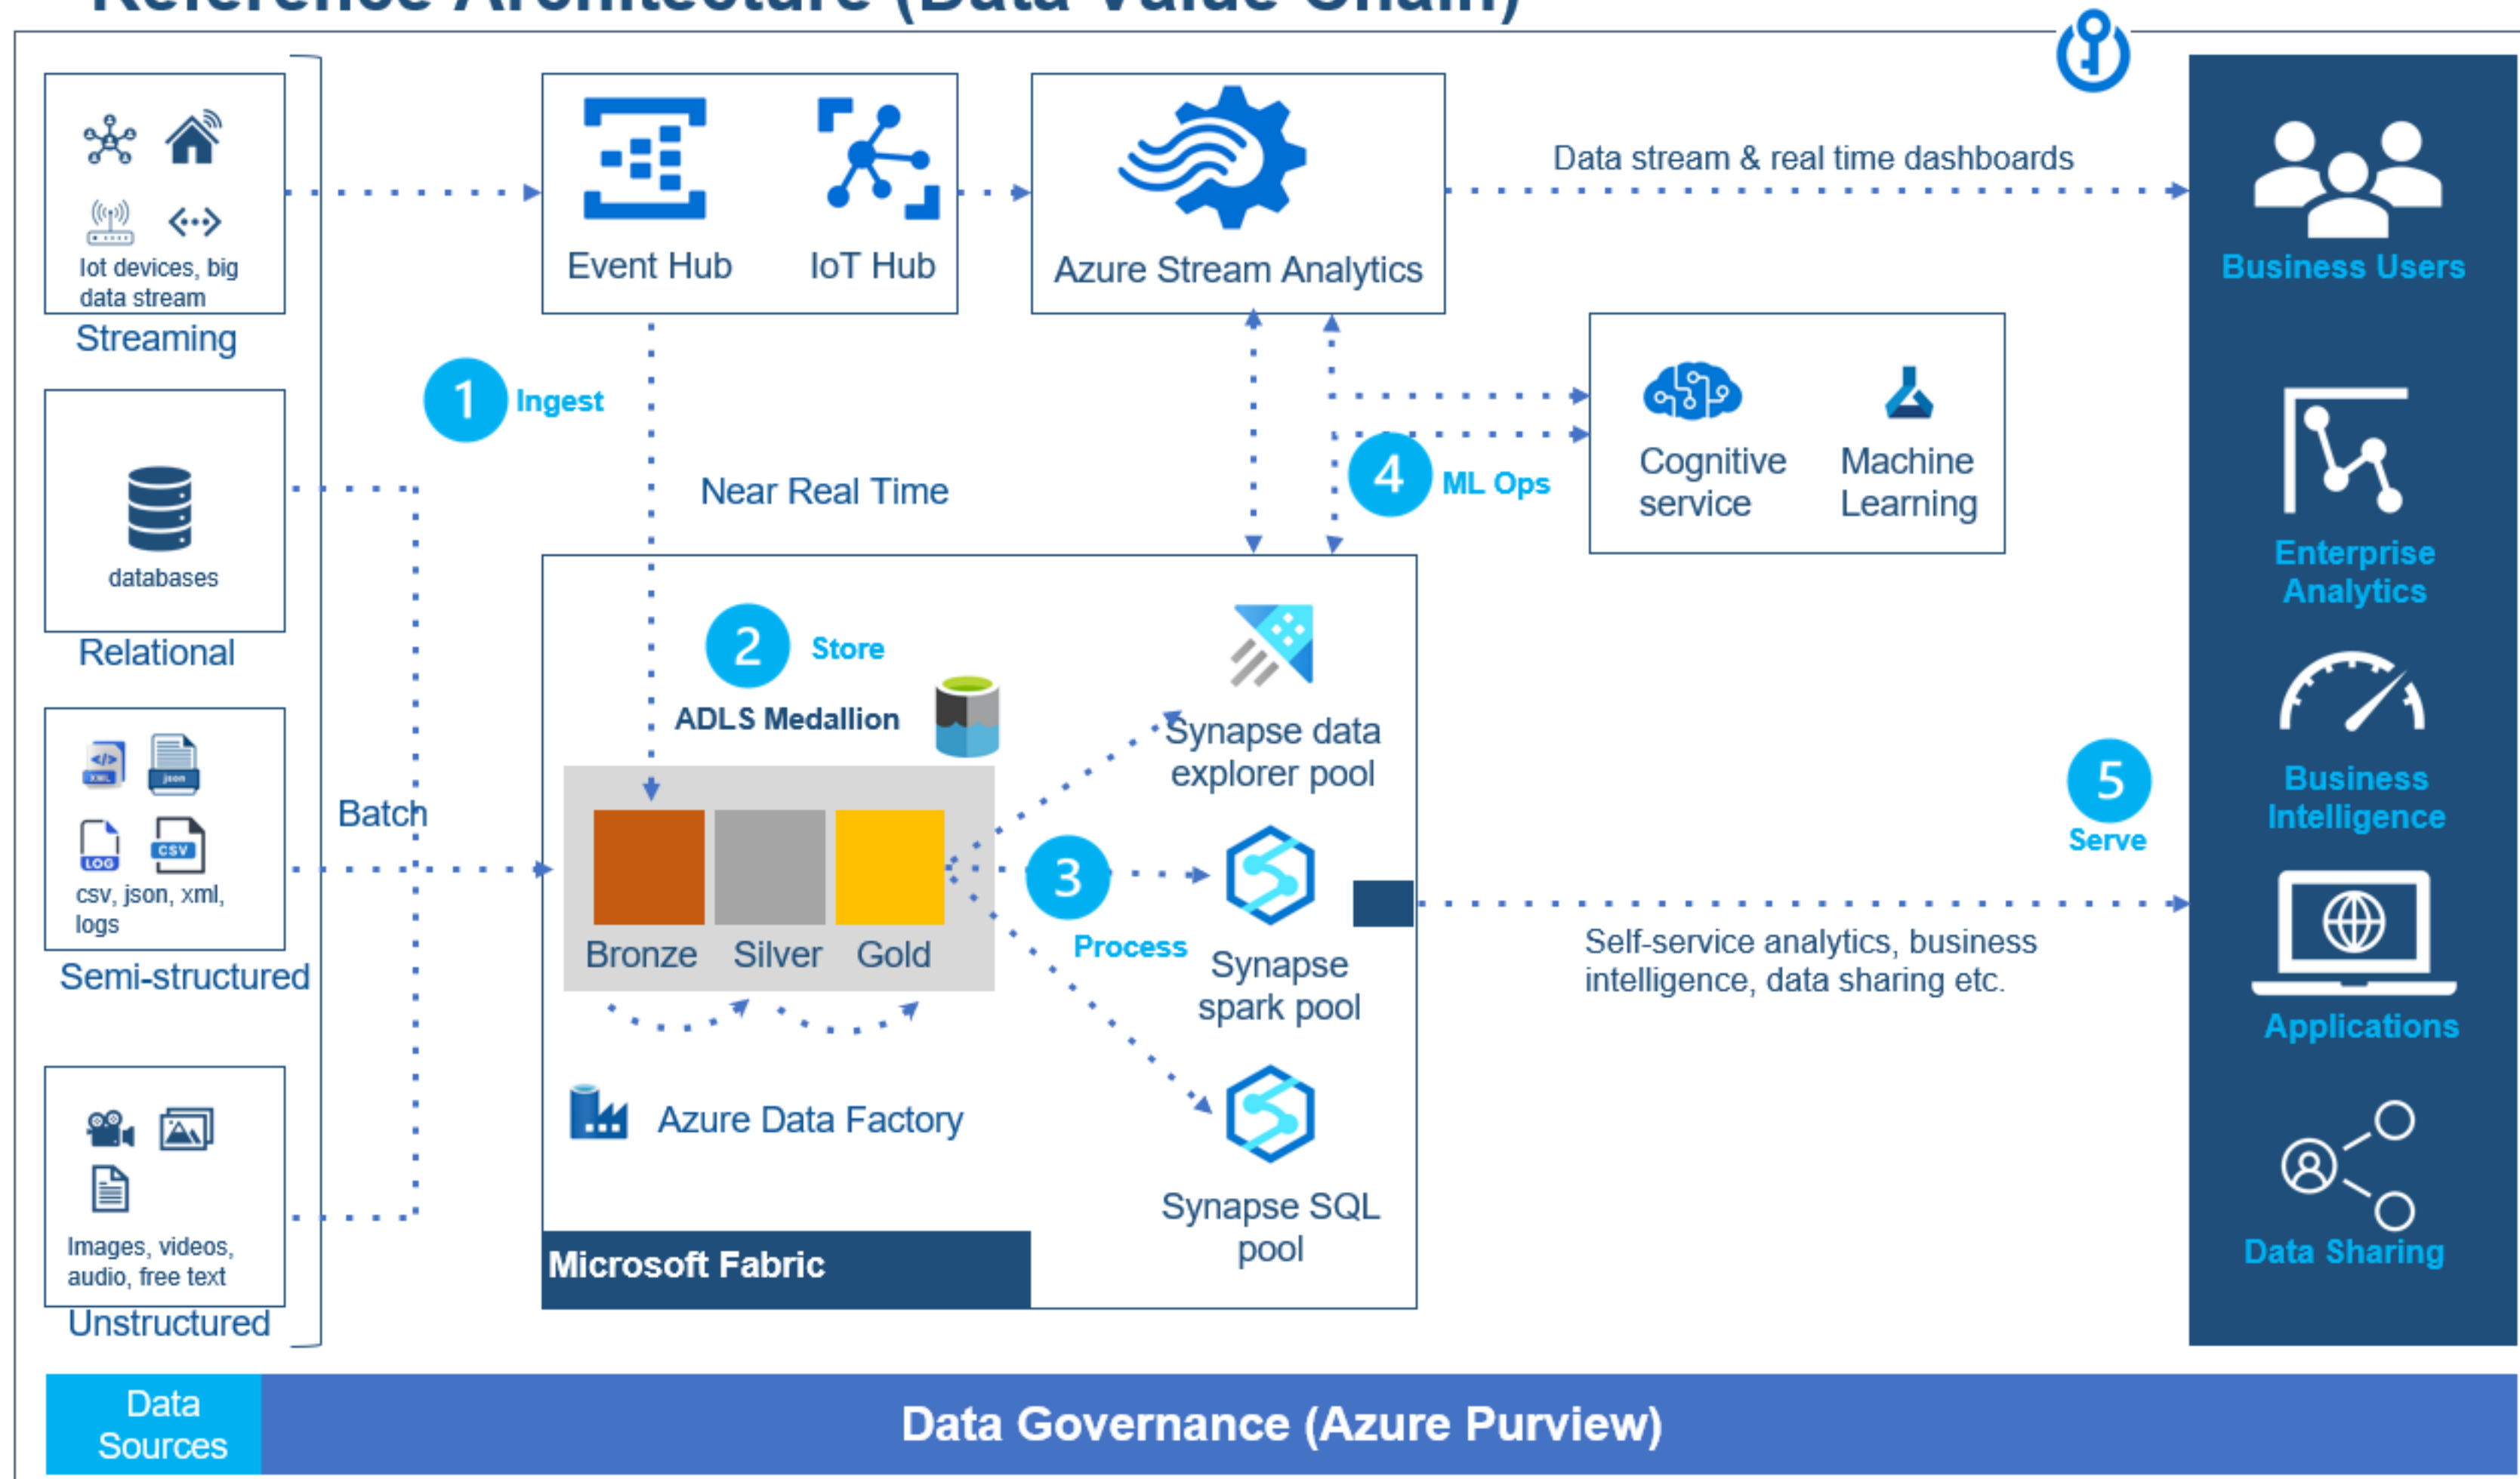 Reference Architecture (Data Value Chain)
Iot devices, big
data stream
Streaming
databases
Relational
XML
json
LOG
CSV
csv, json, xml,
logs
Semi-structured
Images, videos,
audio, free text
Unstructured
Batch
1 Ingest
Event Hub
IoT Hub
Azure Stream Analytics
Data stream & real time dashboards
Near Real Time
4 ML Ops
Cognitive
service
Machine
Learning
2 Store
ADLS Medallion
Bronze
Silver
Gold
Azure Data Factory
3
Process
Synapse data
explorer pool
Synapse
spark pool
Synapse SQL
pool
Microsoft Fabric
5
Serve
Self-service analytics, business
intelligence, data sharing etc.
Business Users
Enterprise
Analytics
Business
Intelligence
Applications
Data Sharing
Data
Sources
Data Governance (Azure Purview)